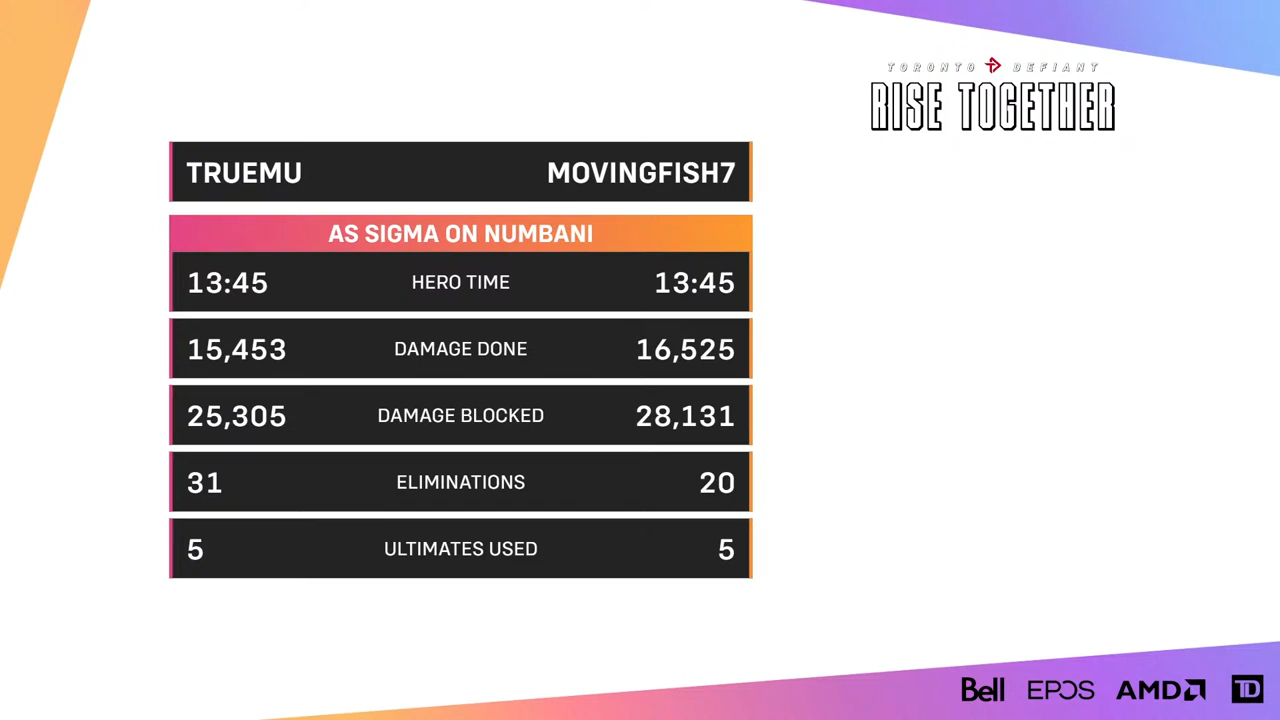 TORONTO DEFIANT
RISE TOGETHER
TRUEMU MOVINGFISH7
AS SIGMA ON NUMBANI
13:45 HERO TIME 13:45
15,453 DAMAGE DONE 16,525
25,305 DAMAGE BLOCKED 28,131
31 ELIMINATIONS 20
5 ULTIMATES USED 5
Bell EPOS AMD TD